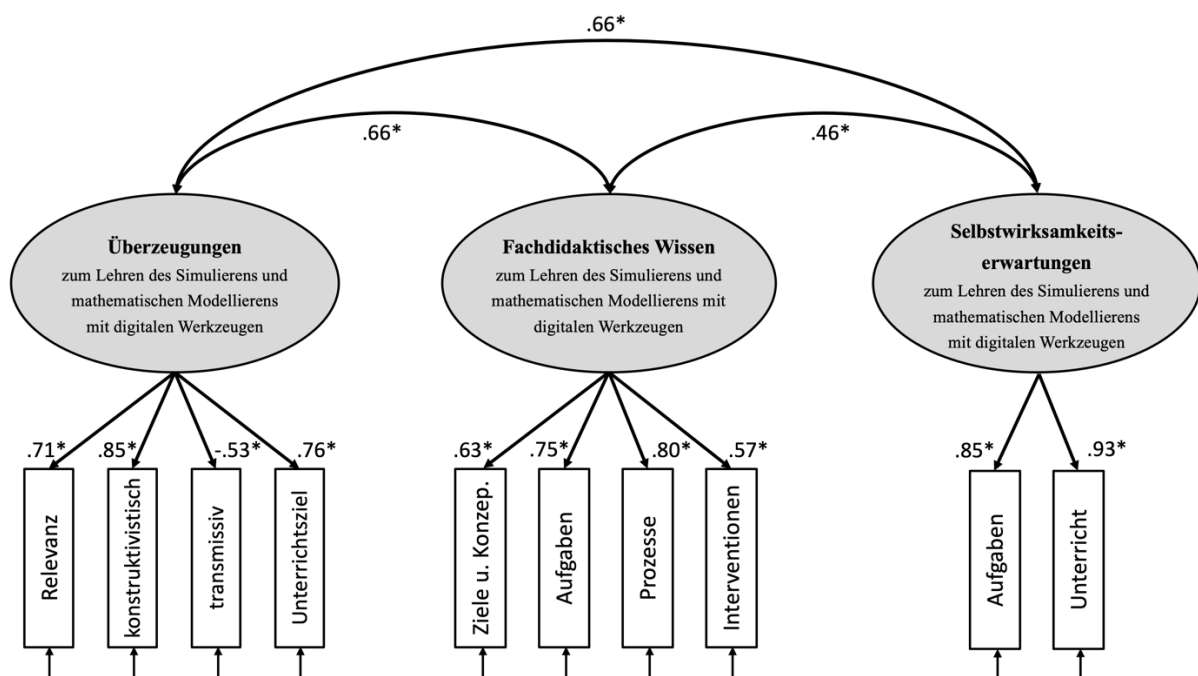 .66*
.66*
.46*
Überzeugungen
zum Lehren des Simulierens und
mathematischen Modellierens
mit digitalen Werkzeugen
Fachdidaktisches Wissen
zum Lehren des Simulierens und
mathematischen Modellierens mit
digitalen Werkzeugen
Selbstwirksamkeits-
erwartungen
zum Lehren des Simulierens und
mathematischen Modellierens
mit digitalen Werkzeugen
.71*
.85*
-.53*
.76*
.63*
.75*
.80*
.57*
.85*
.93*
Relevanz
konstruktivistisch
transmissiv
Unterrichtsziel
Ziele u. Konzep.
Aufgaben
Prozesse
Interventionen
Aufgaben
Unterricht